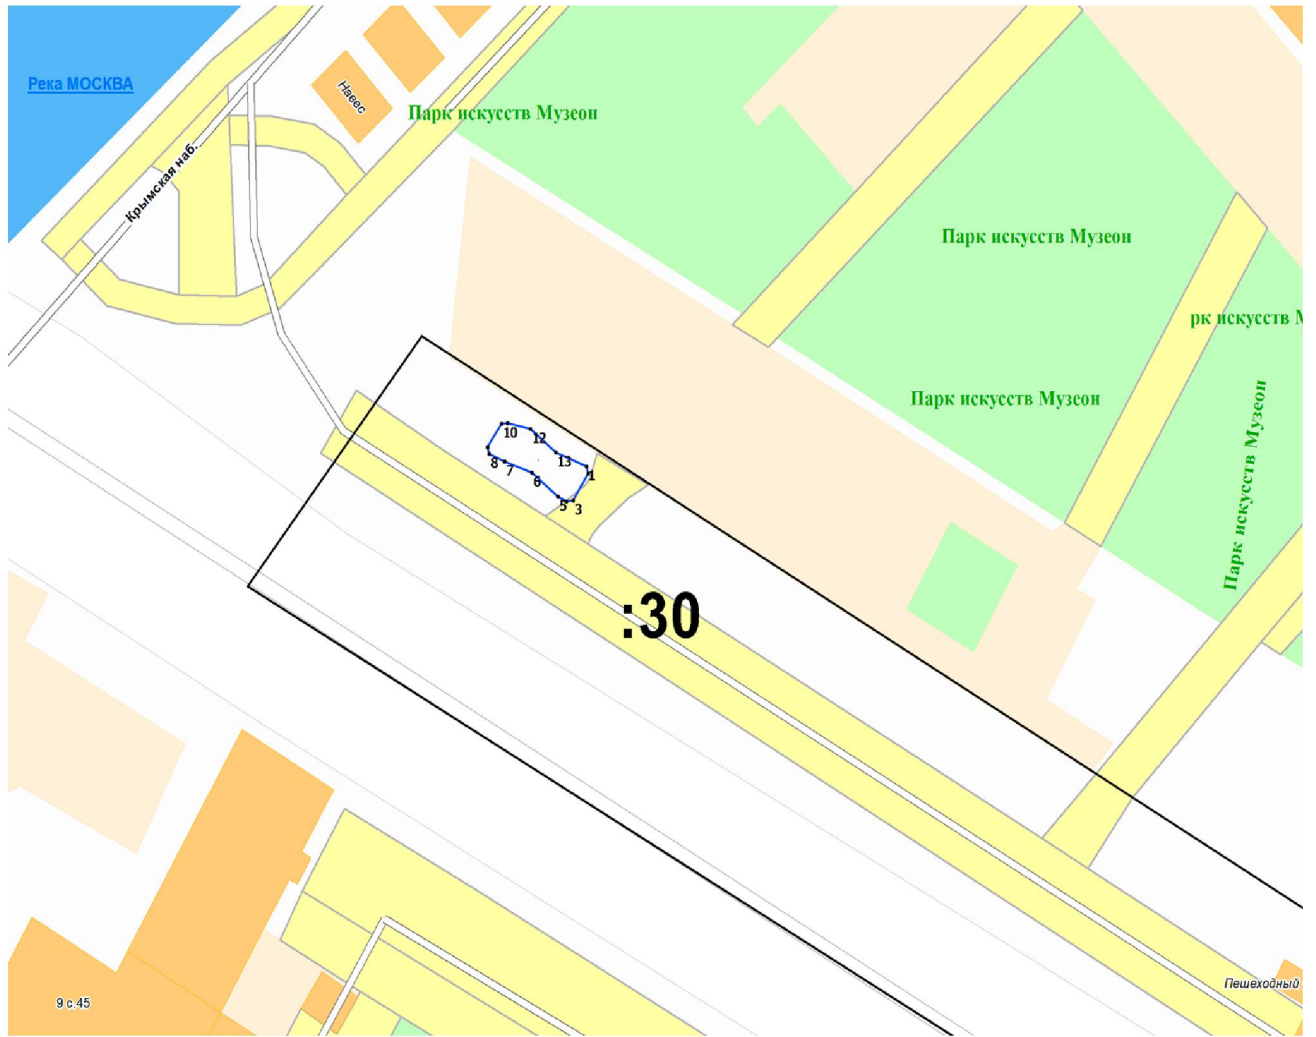 Река МОСКВА
Навес
Парк искусств Музеон
Крымская наб.
Парк искусств Музеон
рк искусств М
Парк искусств Музеон
Парк искусств Музеон
10
12
13
8
7
6
1
5
3
:30
9 с.45
Пешеходный